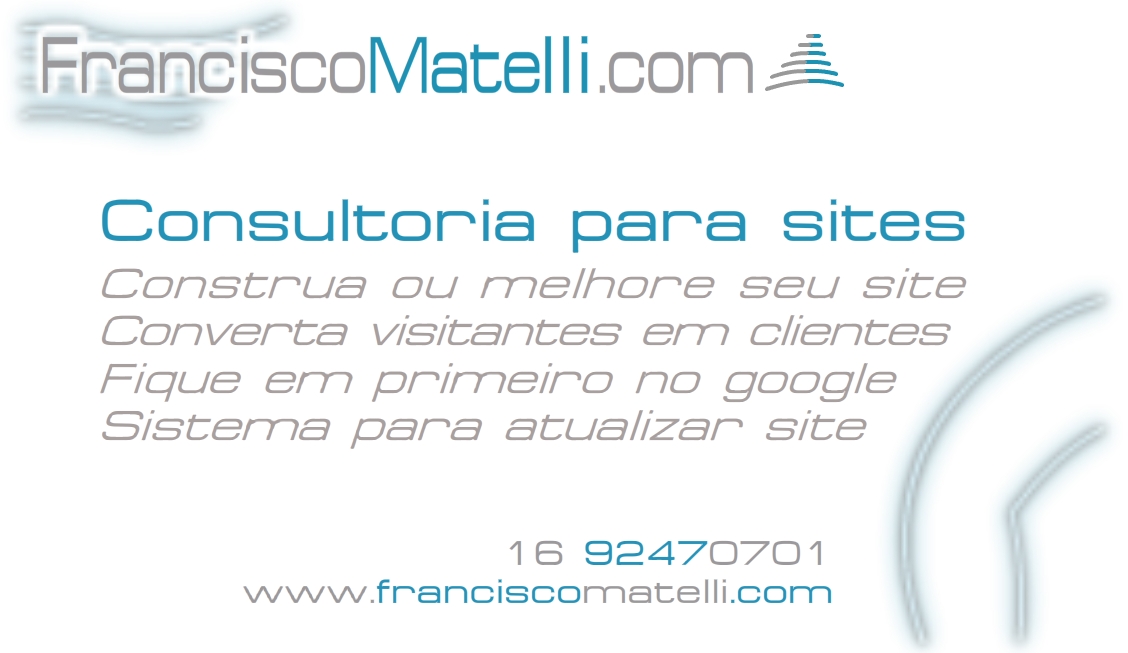 FranciscoMatelli.com
Consultoria para sites
Construa ou melhore seu site
Converta visitantes em clientes
Fique em primeiro no google
Sistema para atualizar site
16 92470701
www.franciscomatelli.com